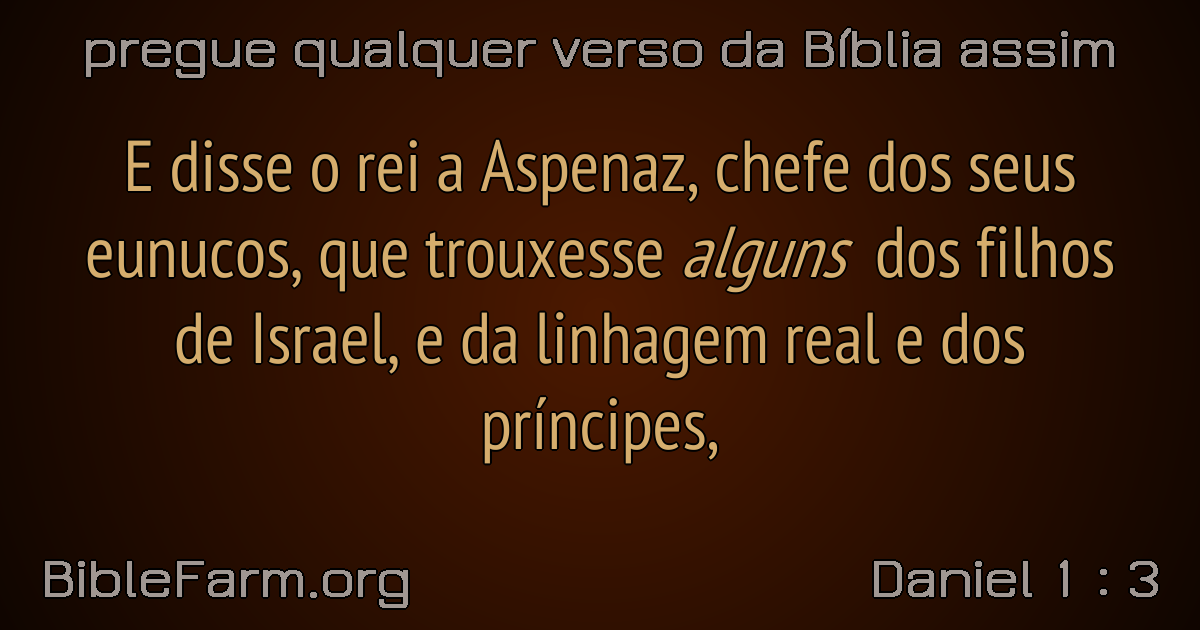 pregue qualquer verso da Bíblia assim
E disse o rei a Aspenaz, chefe dos seus
eunucos, que trouxesse alguns dos filhos
de Israel, e da linhagem real e dos
príncipes,
BibleFarm.org
Daniel 1 : 3